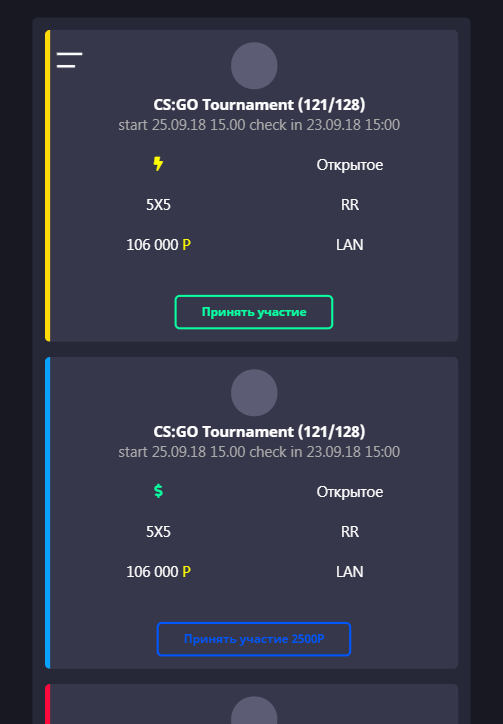 CS:GO Tournament (121/128)
start 25.09.18 15.00 check in 23.09.18 15:00
Открытое
5X5 RR
106 000 P LAN
Принять участие
CS:GO Tournament (121/128)
start 25.09.18 15.00 check in 23.09.18 15:00
$ Открытое
5X5 RR
106 000 P LAN
Принять участие 2500P